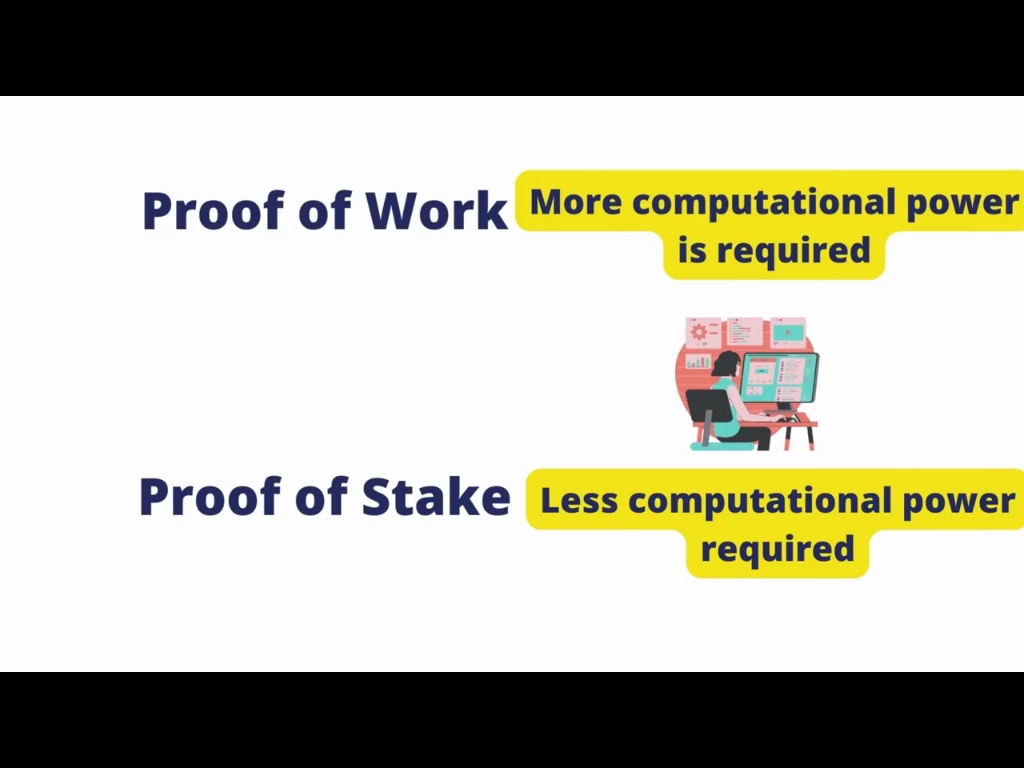 Proof of Work
More computational power
is required
Proof of Stake
Less computational power
required